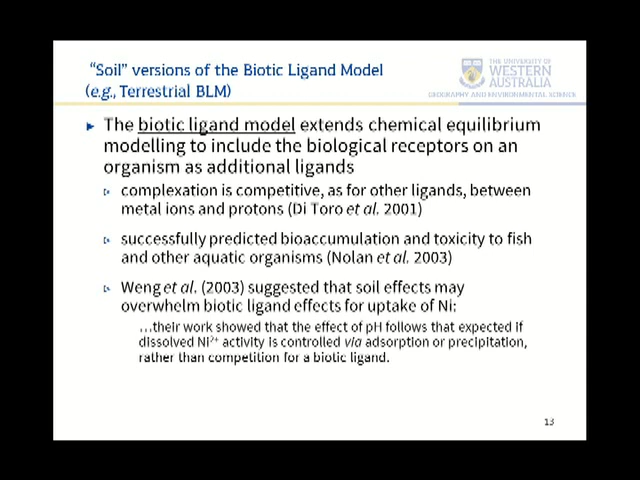 “Soil” versions of the Biotic Ligand Model
(e.g., Terrestrial BLM)
THE UNIVERSITY OF
WESTERN
AUSTRALIA
GEOGRAPHY AND ENVIRONMENTAL SCIENCE
The biotic ligand model extends chemical equilibrium
modelling to include the biological receptors on an
organism as additional ligands
complexation is competitive, as for other ligands, between
metal ions and protons (Di Toro et al. 2001)
successfully predicted bioaccumulation and toxicity to fish
and other aquatic organisms (Nolan et al. 2003)
Weng et al. (2003) suggested that soil effects may
overwhelm biotic ligand effects for uptake of Ni:
…their work showed that the effect of pH follows that expected if
dissolved Ni²⁺ activity is controlled via adsorption or precipitation,
rather than competition for a biotic ligand.
13